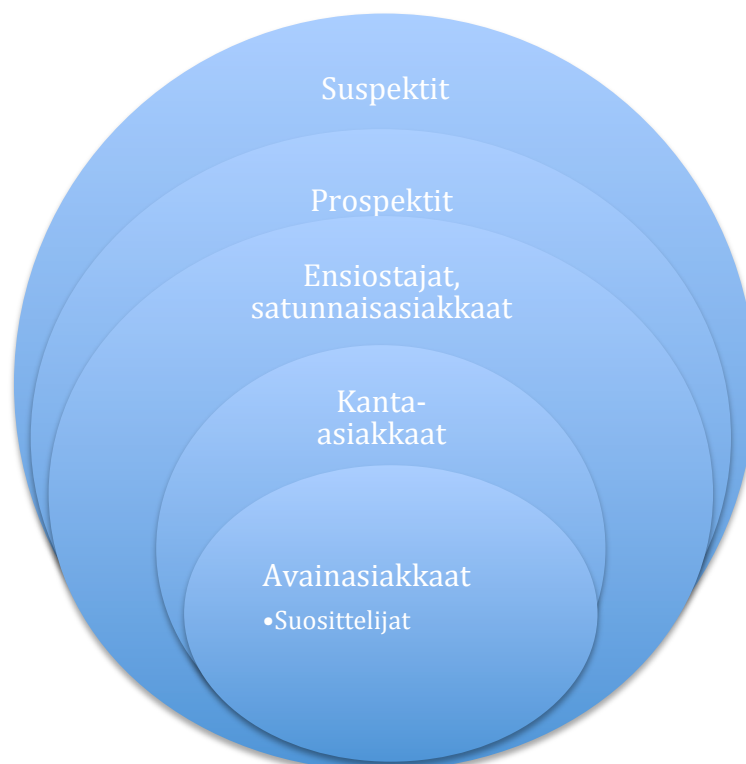 Suspektit
Prospektit
Ensiostajat,
satunnaisasiakkaat
Kanta-
asiakkaat
Avainasiakkaat
•Suosittelijat